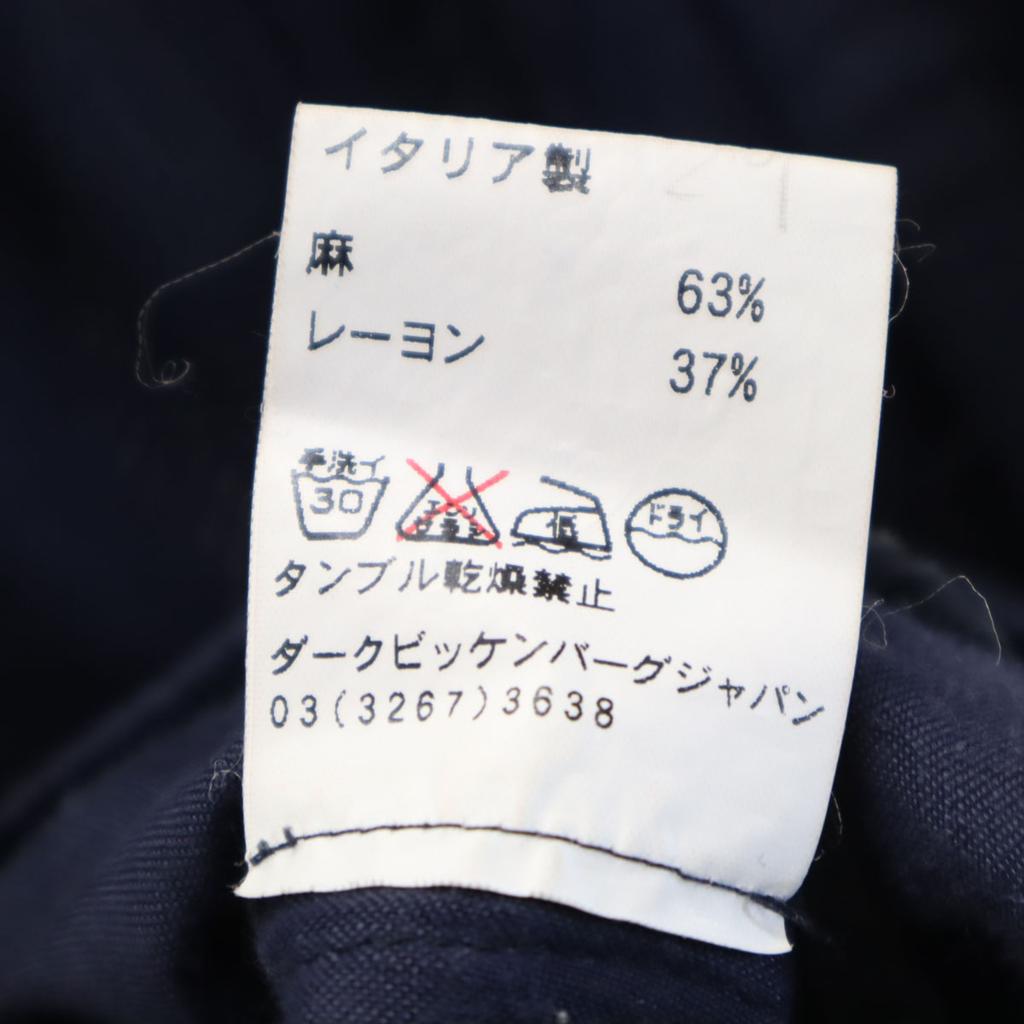 イタリア製
麻 63%
レーヨン 37%
手洗イ 30 エンソ サラシ 低 ドライ
タンブル乾燥禁止
ダークビッケンバーグジャパン
03(3267)3638